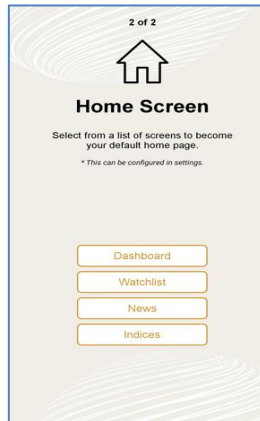 2 of 2
Home Screen
Select from a list of screens to become
your default home page.
* This can be configured in settings.
Dashboard
Watchlist
News
Indices